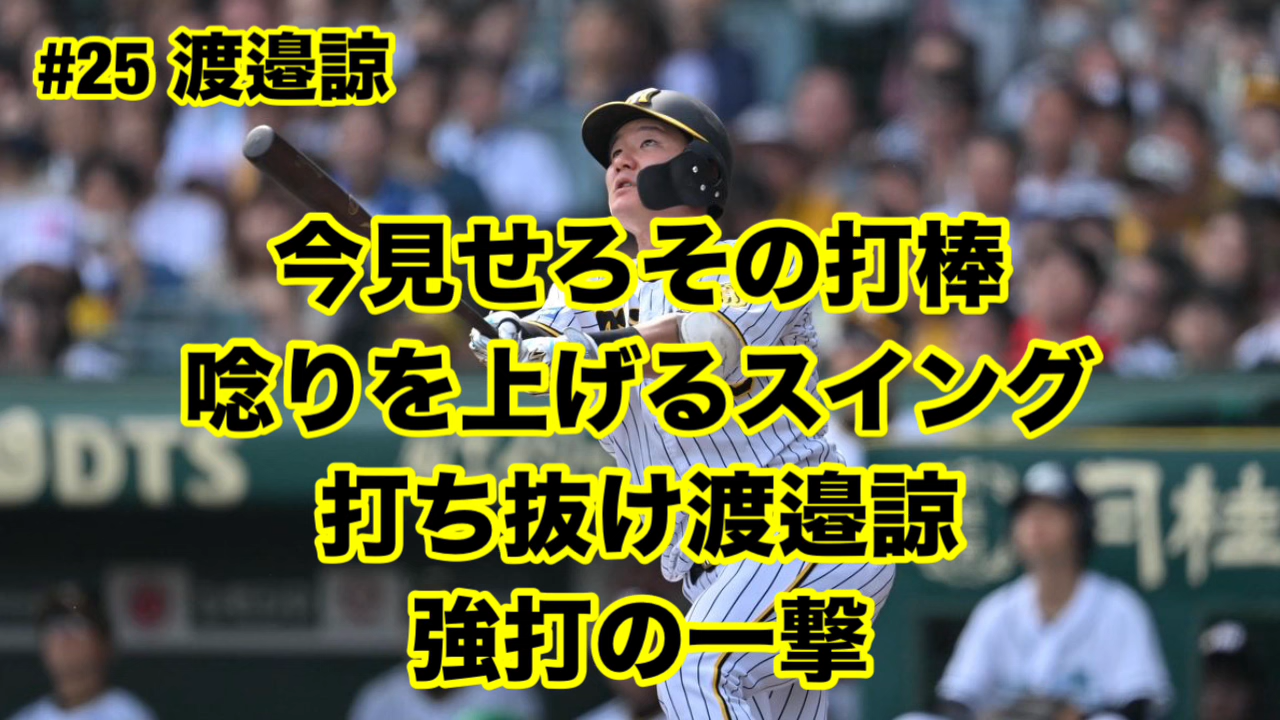 #25 渡邉諒
今見せろその打棒
唸りを上げるスイング
打ち抜け渡邉諒
強打の一撃
DTS